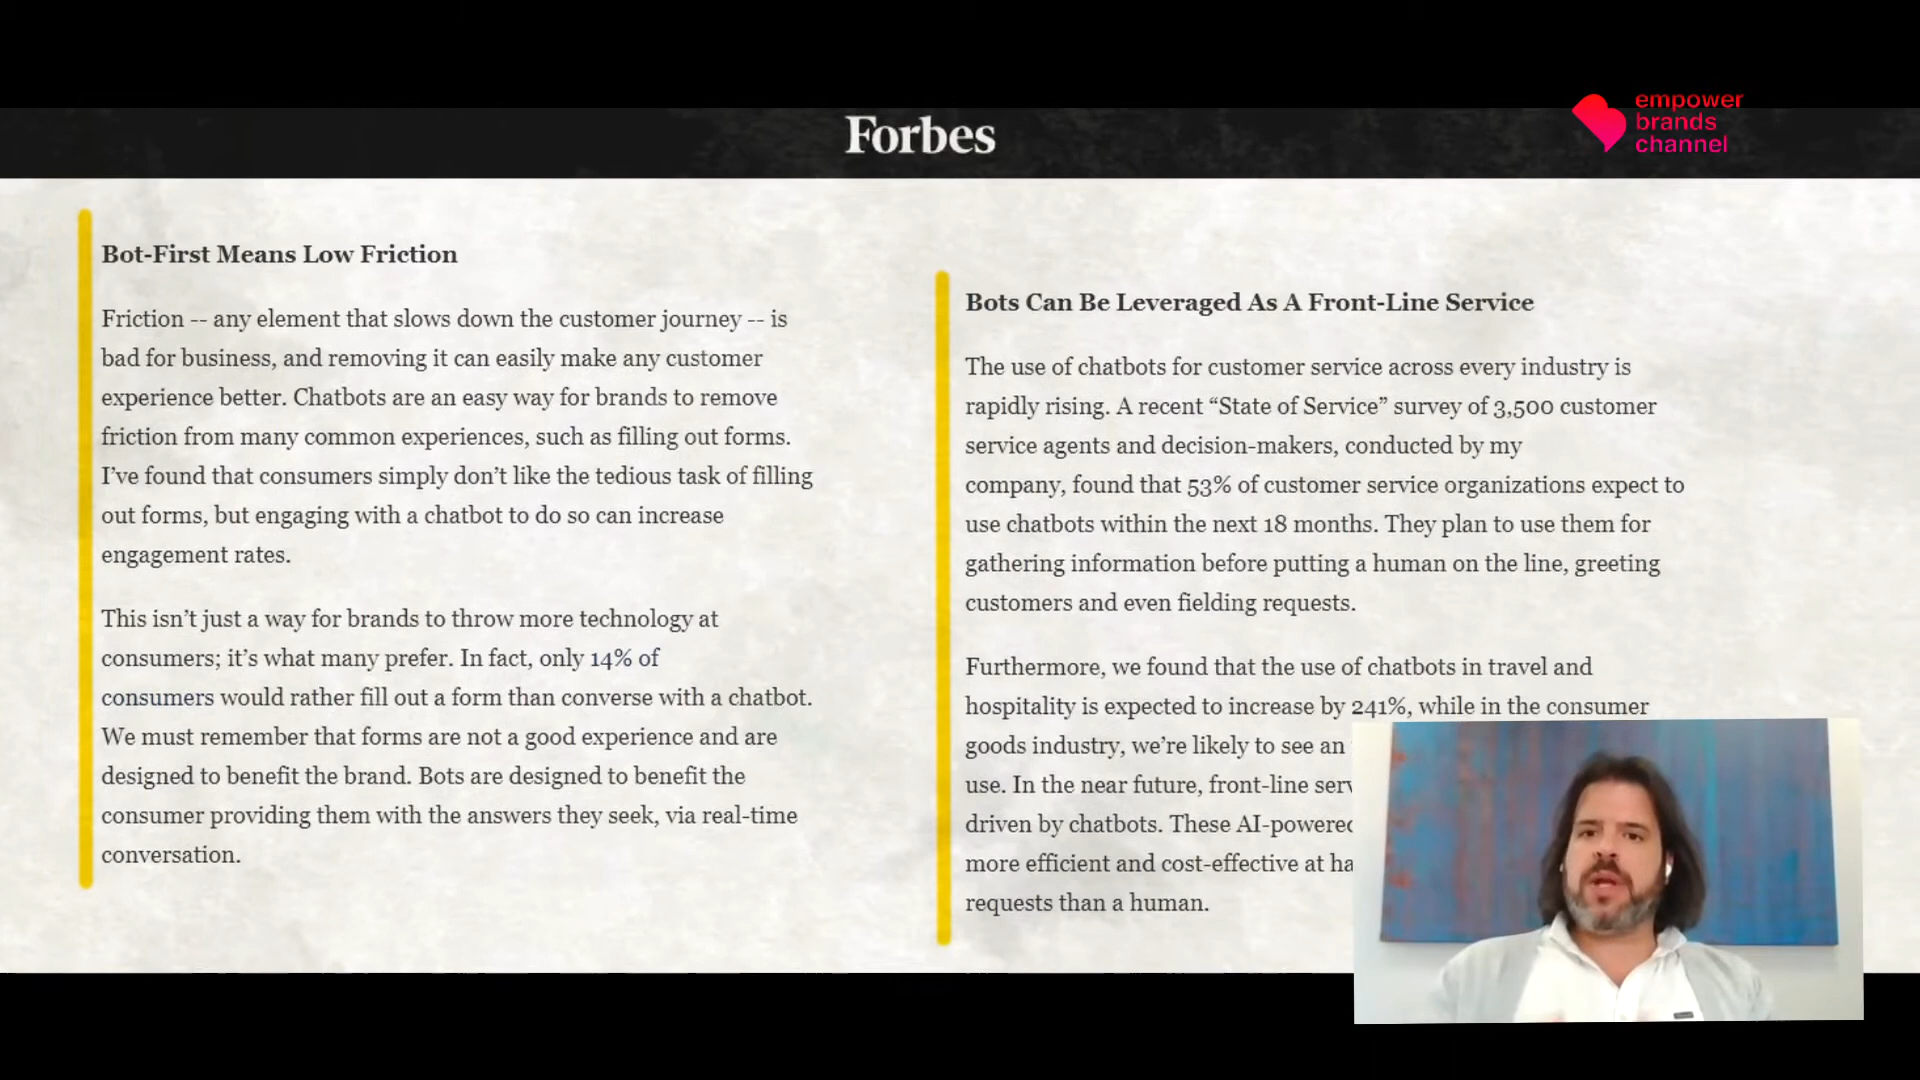 Forbes
empower
brands
channel
Bot-First Means Low Friction
Friction -- any element that slows down the customer journey -- is
bad for business, and removing it can easily make any customer
experience better. Chatbots are an easy way for brands to remove
friction from many common experiences, such as filling out forms.
I’ve found that consumers simply don’t like the tedious task of filling
out forms, but engaging with a chatbot to do so can increase
engagement rates.
This isn’t just a way for brands to throw more technology at
consumers; it’s what many prefer. In fact, only 14% of
consumers would rather fill out a form than converse with a chatbot.
We must remember that forms are not a good experience and are
designed to benefit the brand. Bots are designed to benefit the
consumer providing them with the answers they seek, via real-time
conversation.
Bots Can Be Leveraged As A Front-Line Service
The use of chatbots for customer service across every industry is
rapidly rising. A recent “State of Service” survey of 3,500 customer
service agents and decision-makers, conducted by my
company, found that 53% of customer service organizations expect to
use chatbots within the next 18 months. They plan to use them for
gathering information before putting a human on the line, greeting
customers and even fielding requests.
Furthermore, we found that the use of chatbots in travel and
hospitality is expected to increase by 241%, while in the consumer
goods industry, we’re likely to see an
use. In the near future, front-line
driven by chatbots. These
more efficient and cost-effective at
requests than a human.